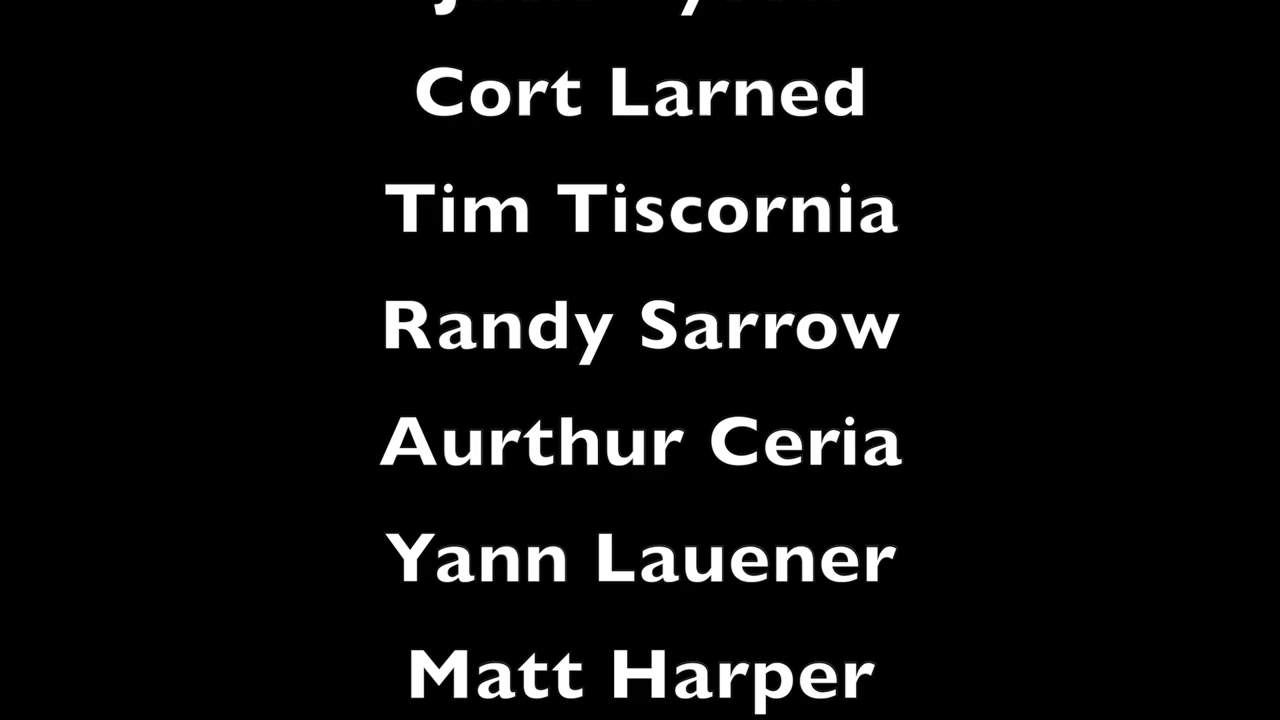 Cort Larned
Tim Tiscornia
Randy Sarrow
Aurthur Ceria
Yann Lauener
Matt Harper